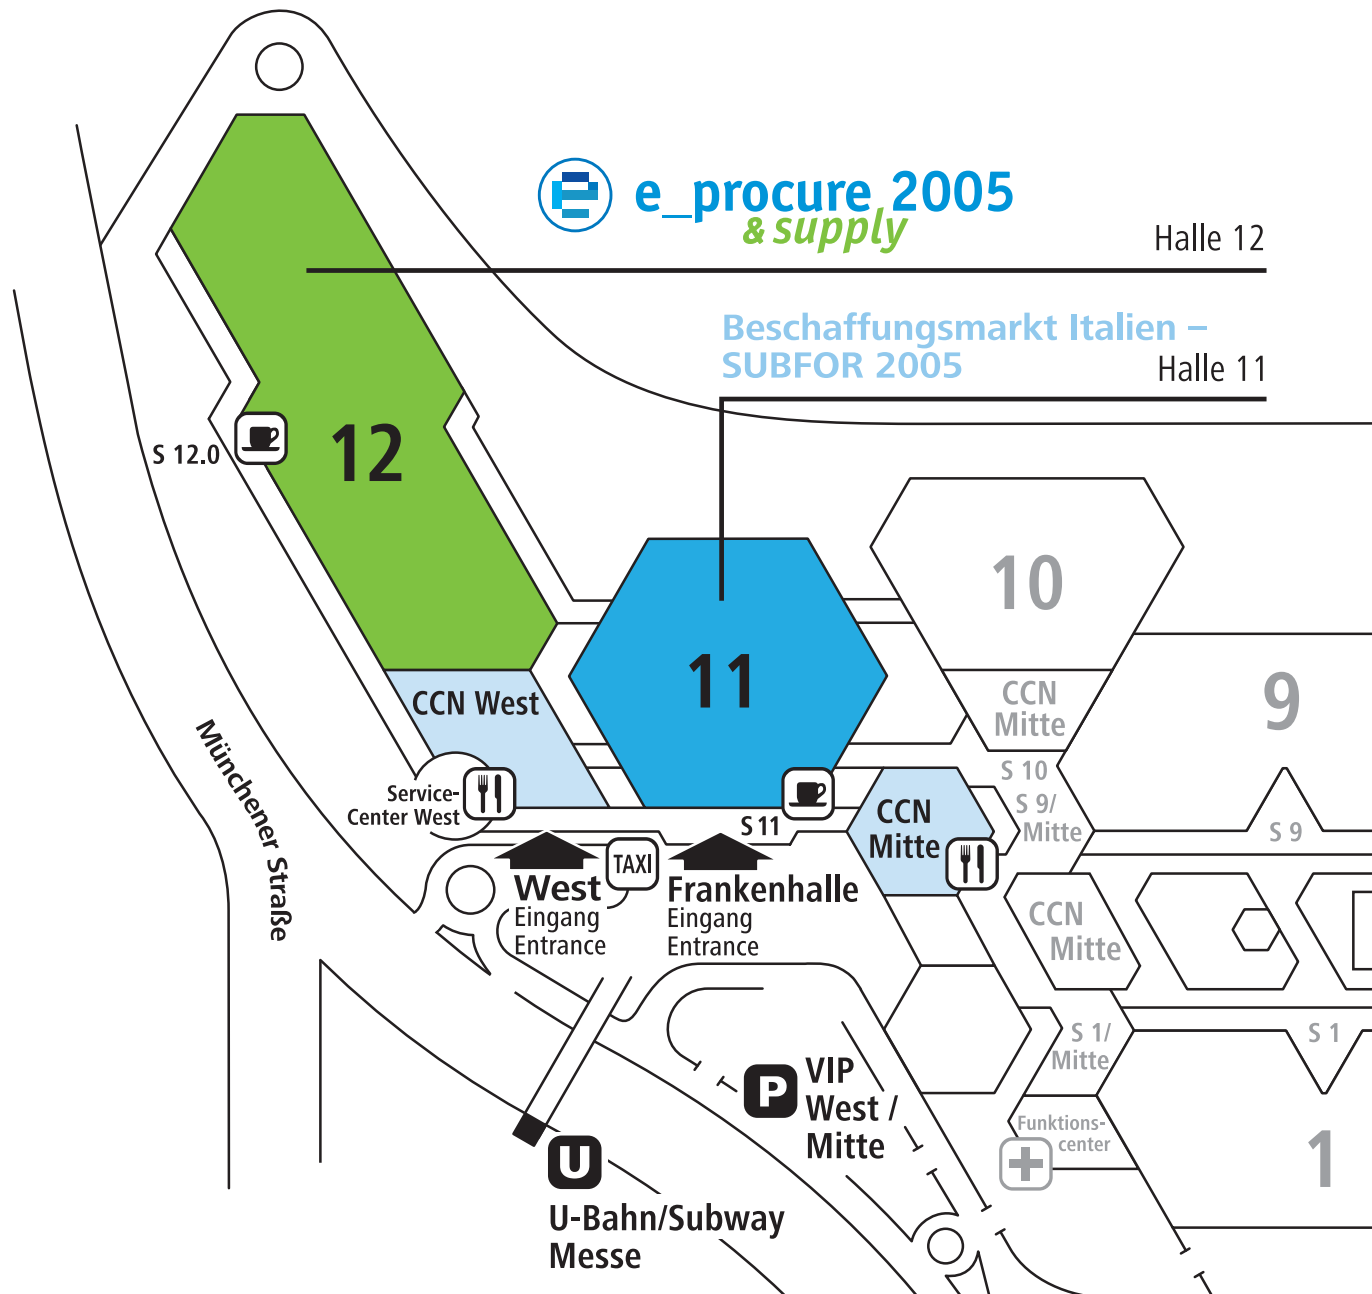 e_procure 2005
& supply
Halle 12
Beschaffungsmarkt Italien –
SUBFOR 2005
Halle 11
12
S 12.0
10
11
9
CCN West
CCN
Mitte
S 10
Service-
Center West
S 9/
Mitte
CCN
Mitte
S 11
S 9
Münchener Straße
TAXI
West
Eingang
Entrance
Frankenhalle
Eingang
Entrance
CCN
Mitte
S 1/
Mitte
S 1
P
VIP
West /
Mitte
Funktions-
center
1
U
U-Bahn/Subway
Messe